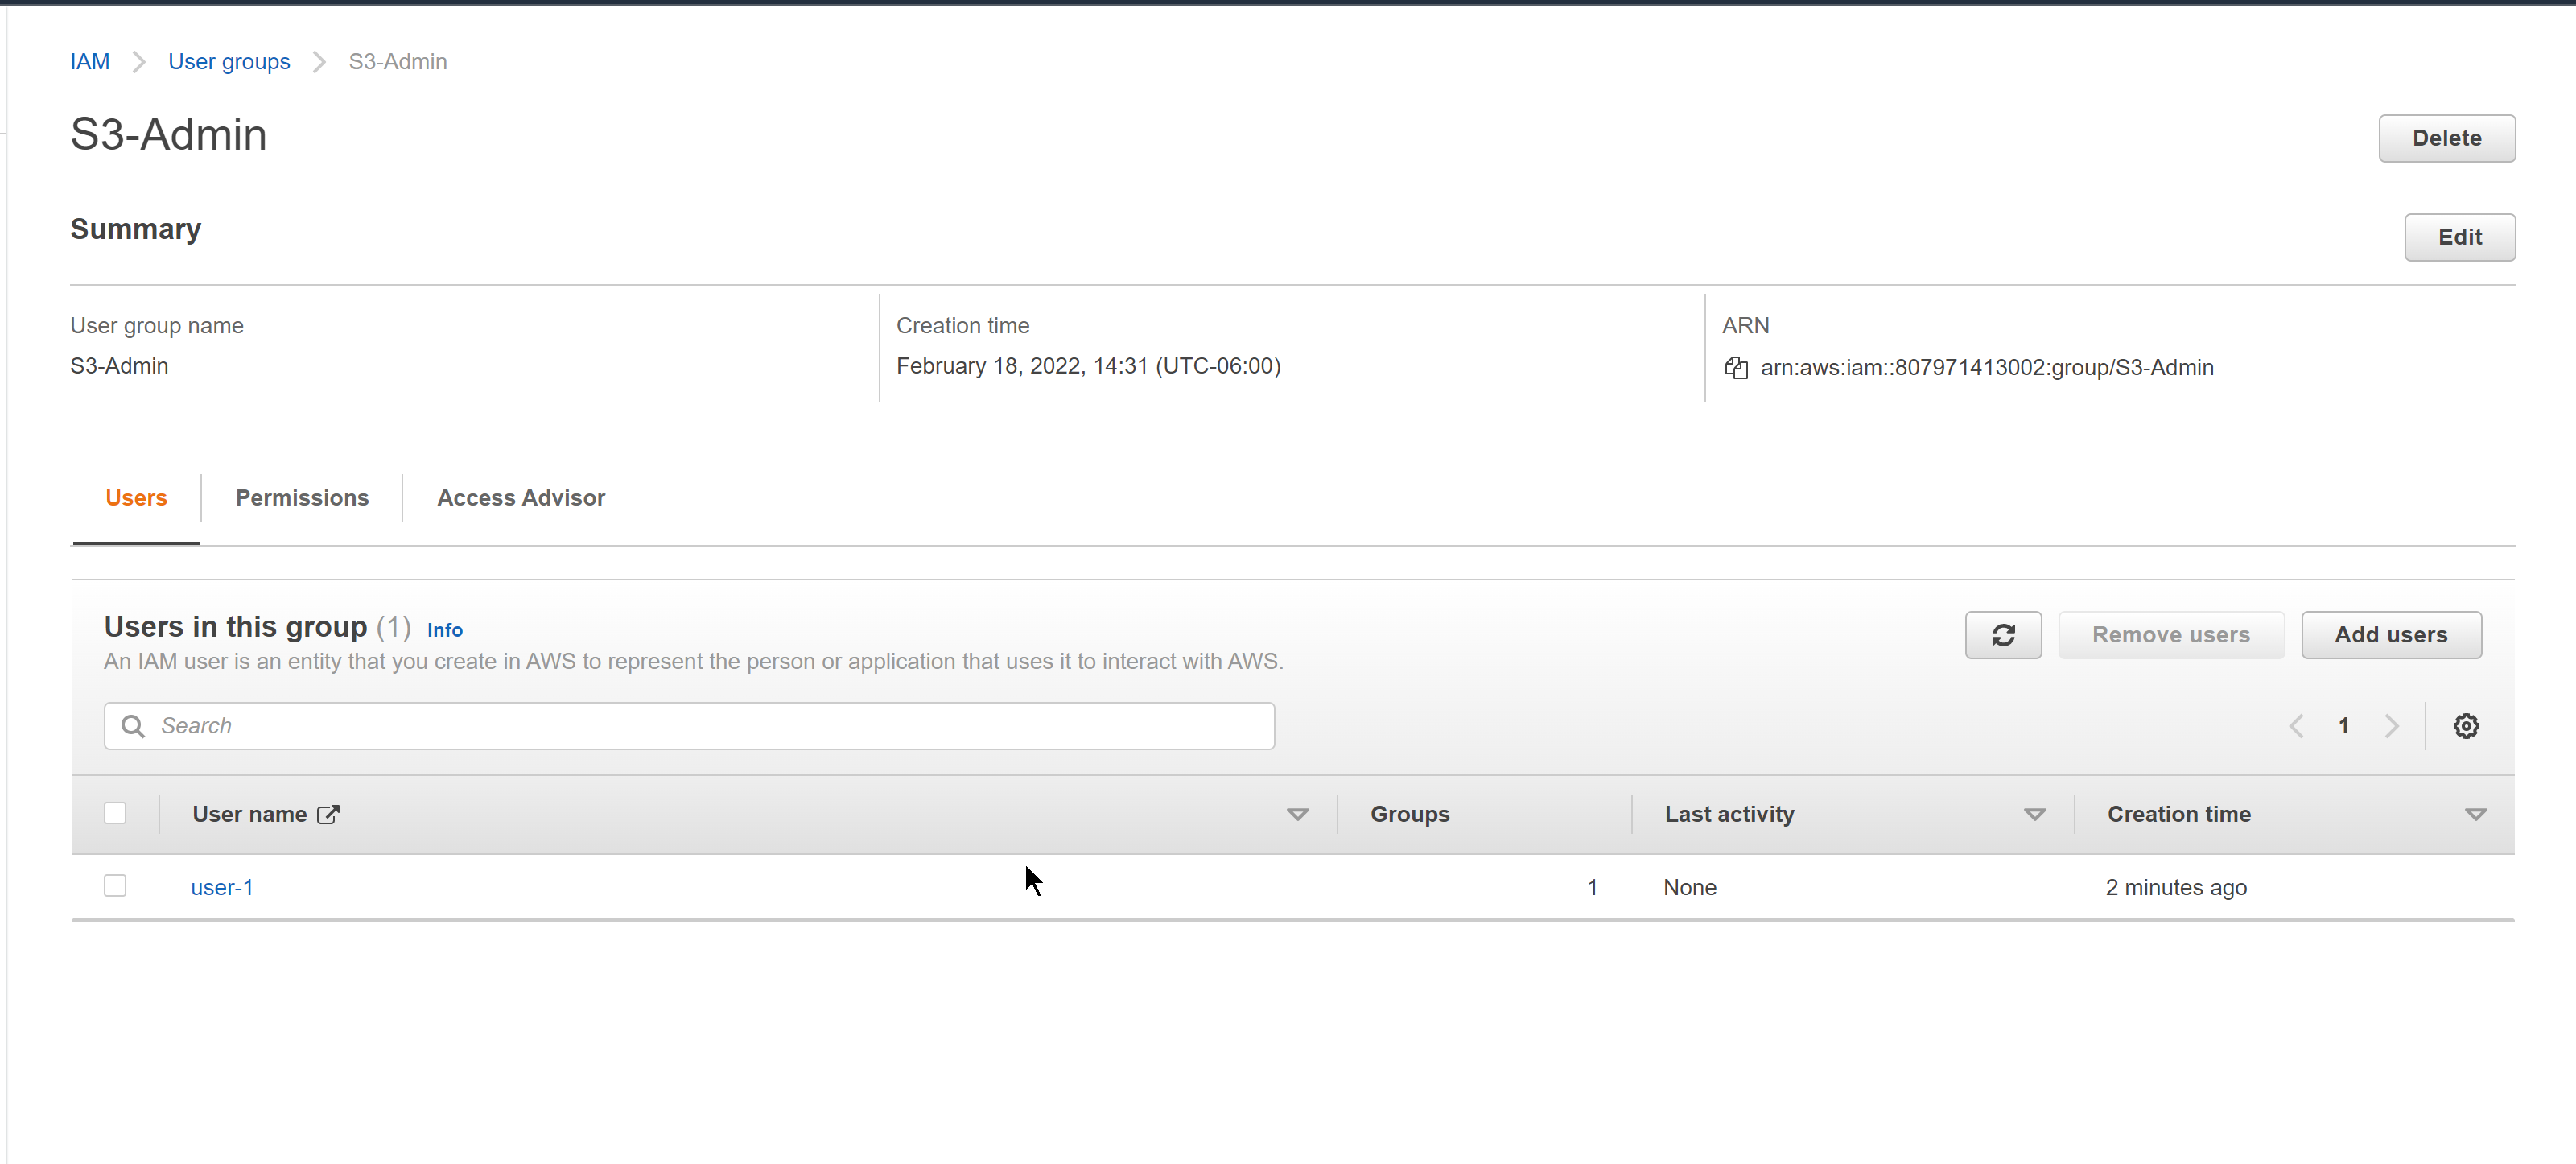 IAM User groups S3-Admin
S3-Admin
Delete
Summary
Edit
User group name
S3-Admin
Creation time
February 18, 2022, 14:31 (UTC-06:00)
ARN
arn:aws:iam::807971413002:group/S3-Admin
Users Permissions Access Advisor
Users in this group (1) Info
An IAM user is an entity that you create in AWS to represent the person or application that uses it to interact with AWS.
Remove users Add users
Search
1
User name Groups Last activity Creation time
user-1 1 None 2 minutes ago